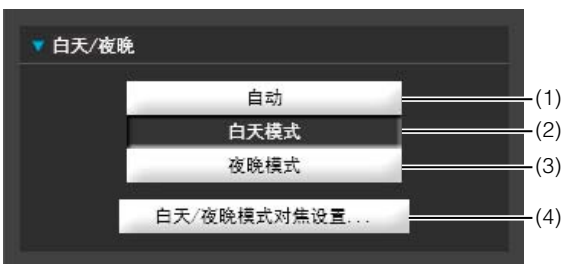 ▼ 白天/夜晚
自动 (1)
白天模式 (2)
夜晚模式 (3)
白天/夜晚模式对焦设置... (4)